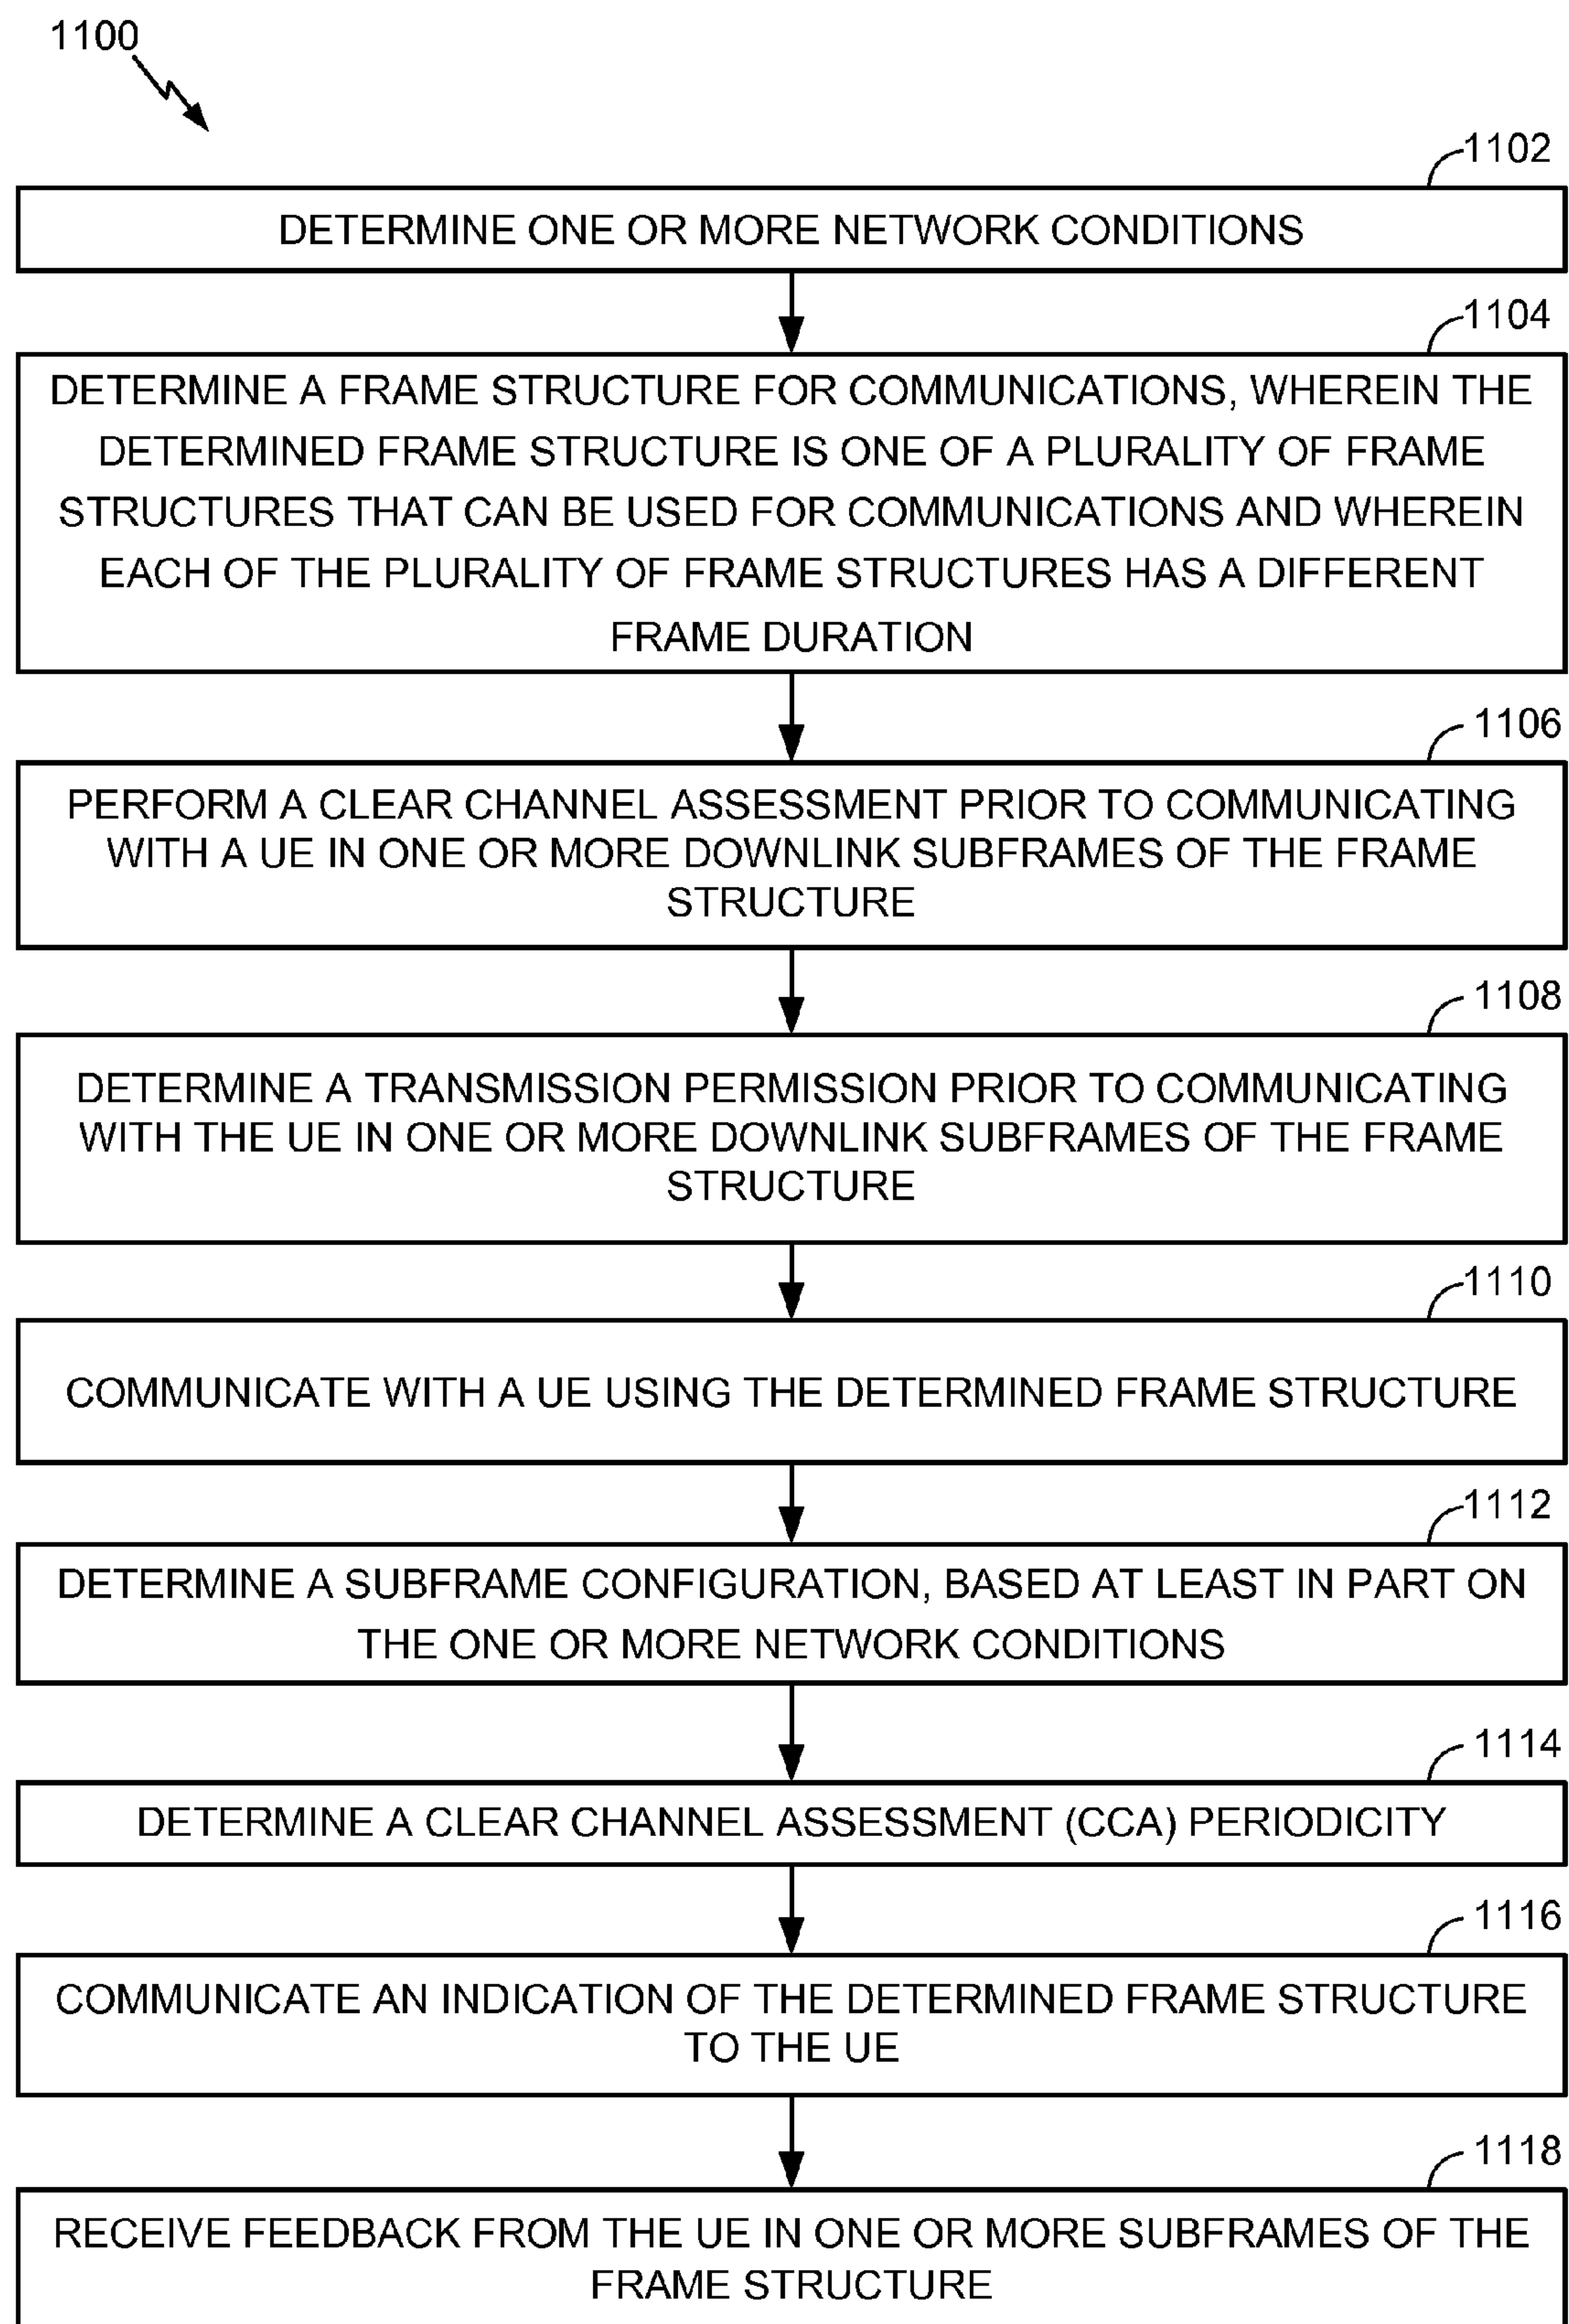 1100
1102
DETERMINE ONE OR MORE NETWORK CONDITIONS
1104
DETERMINE A FRAME STRUCTURE FOR COMMUNICATIONS, WHEREIN THE
DETERMINED FRAME STRUCTURE IS ONE OF A PLURALITY OF FRAME
STRUCTURES THAT CAN BE USED FOR COMMUNICATIONS AND WHEREIN
EACH OF THE PLURALITY OF FRAME STRUCTURES HAS A DIFFERENT
FRAME DURATION
1106
PERFORM A CLEAR CHANNEL ASSESSMENT PRIOR TO COMMUNICATING
WITH A UE IN ONE OR MORE DOWNLINK SUBFRAMES OF THE FRAME
STRUCTURE
1108
DETERMINE A TRANSMISSION PERMISSION PRIOR TO COMMUNICATING
WITH THE UE IN ONE OR MORE DOWNLINK SUBFRAMES OF THE FRAME
STRUCTURE
1110
COMMUNICATE WITH A UE USING THE DETERMINED FRAME STRUCTURE
1112
DETERMINE A SUBFRAME CONFIGURATION, BASED AT LEAST IN PART ON
THE ONE OR MORE NETWORK CONDITIONS
1114
DETERMINE A CLEAR CHANNEL ASSESSMENT (CCA) PERIODICITY
1116
COMMUNICATE AN INDICATION OF THE DETERMINED FRAME STRUCTURE
TO THE UE
1118
RECEIVE FEEDBACK FROM THE UE IN ONE OR MORE SUBFRAMES OF THE
FRAME STRUCTURE